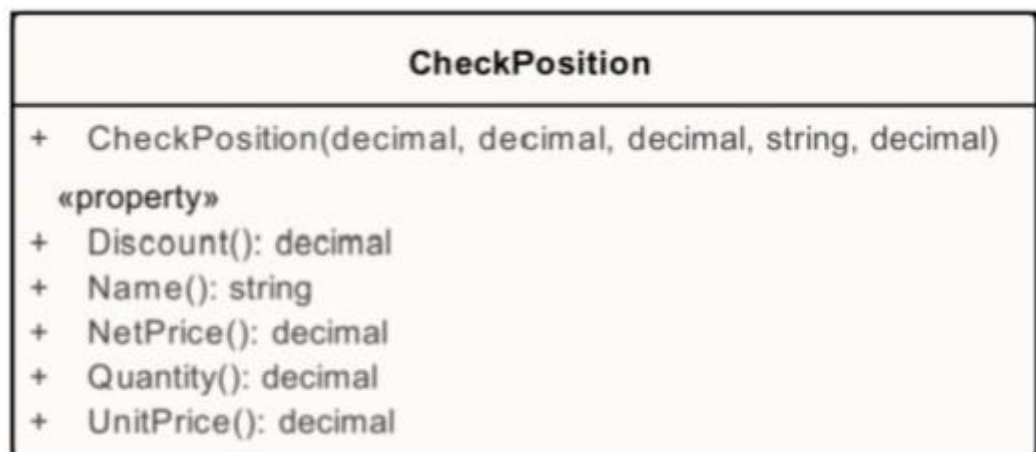 CheckPosition
+ CheckPosition(decimal, decimal, decimal, string, decimal)
«property»
+ Discount(): decimal
+ Name(): string
+ NetPrice(): decimal
+ Quantity(): decimal
+ UnitPrice(): decimal